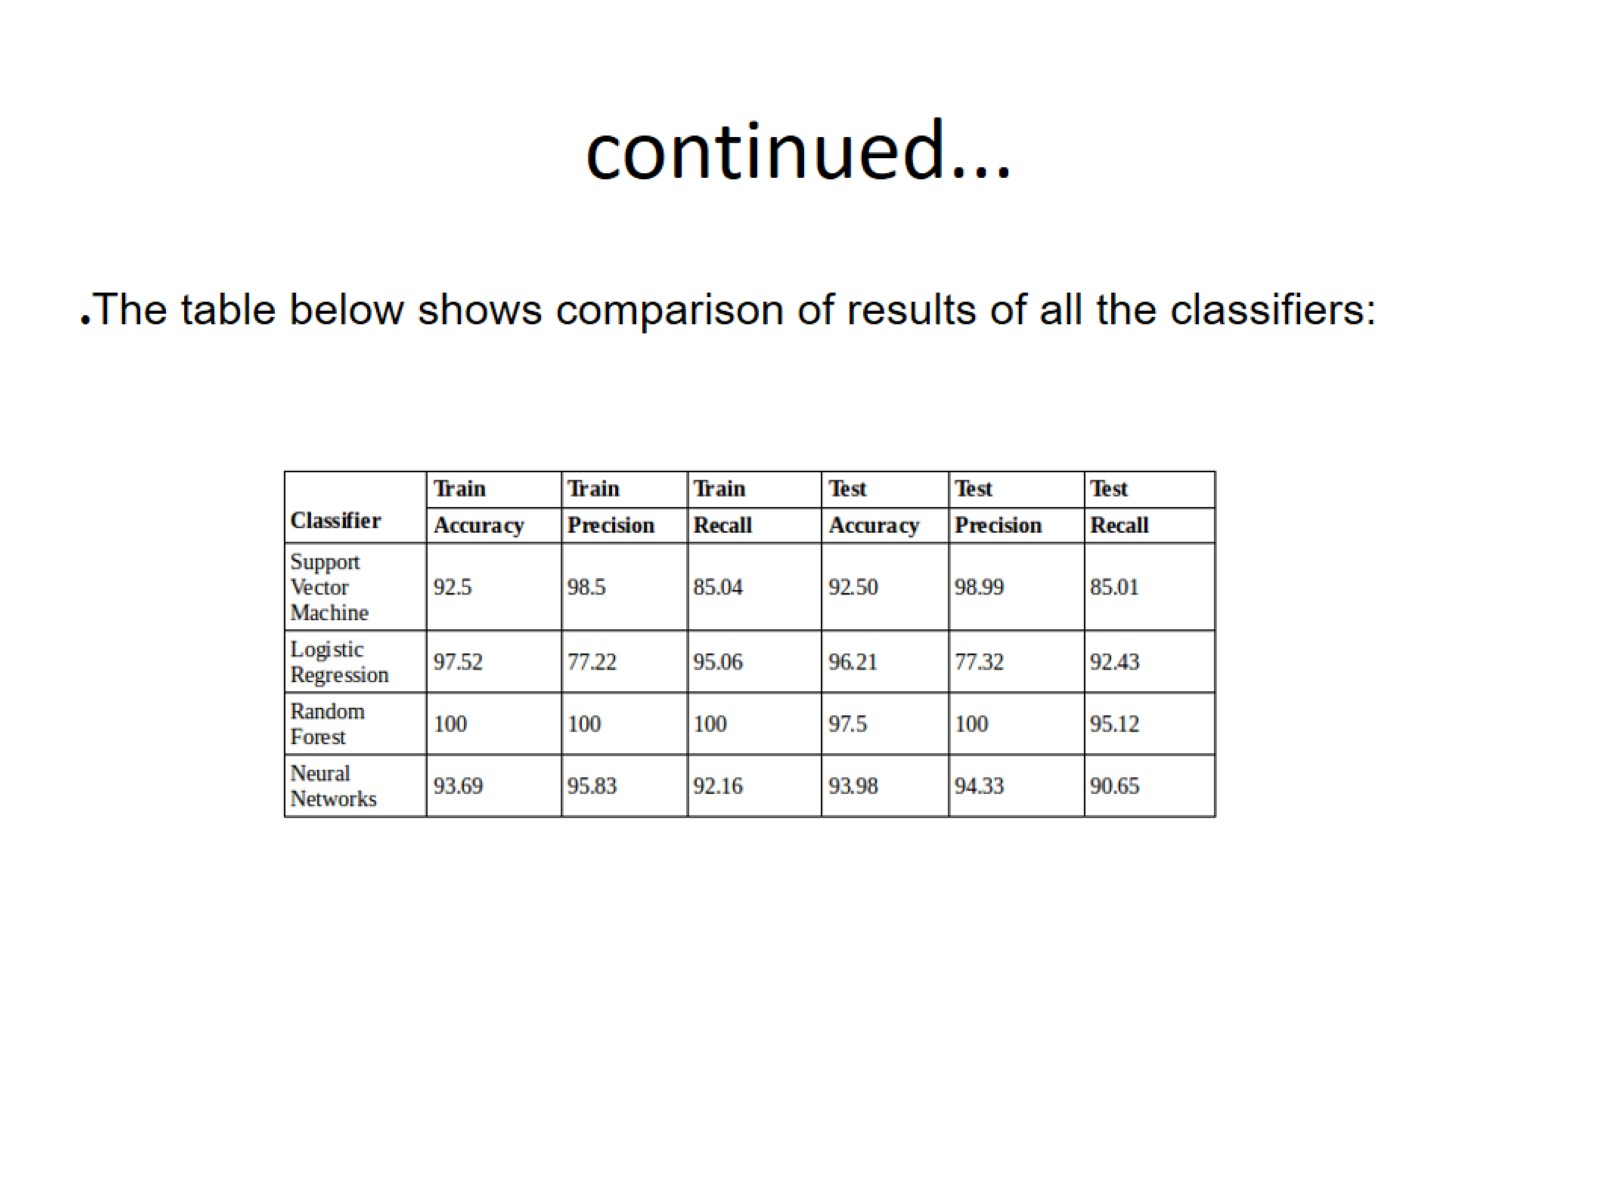 continued...
.The table below shows comparison of results of all the classifiers:
Classifier
Train Train Train Test Test Test
Accuracy Precision Recall Accuracy Precision Recall
Support
Vector
Machine
92.5 98.5 85.04 92.50 98.99 85.01
Logistic
Regression
97.52 77.22 95.06 96.21 77.32 92.43
Random
Forest
100 100 100 97.5 100 95.12
Neural
Networks
93.69 95.83 92.16 93.98 94.33 90.65